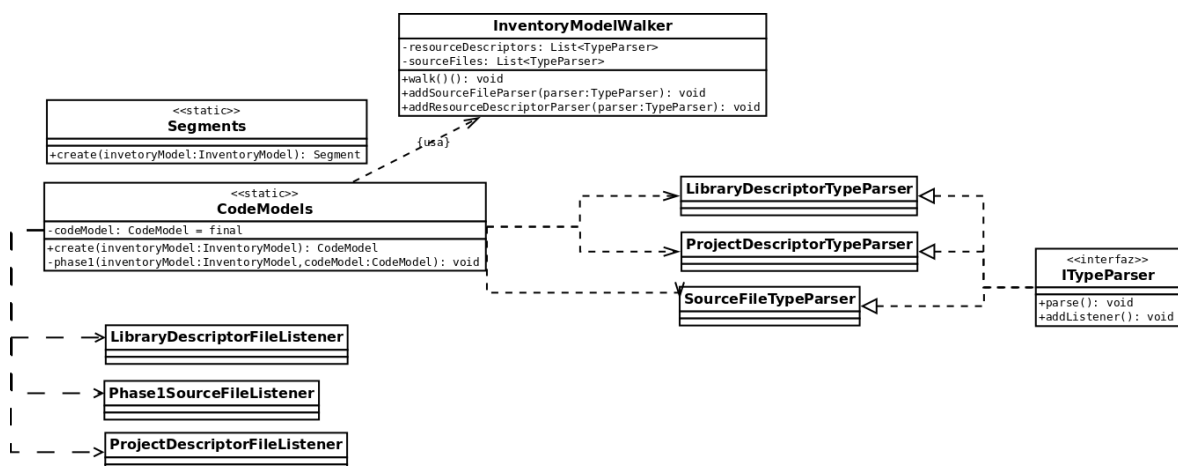 InventoryModelWalker
-resourceDescriptors: List<TypeParser>
-sourceFiles: List<TypeParser>
+walk()(): void
+addSourceFileParser(parser:TypeParser): void
+addResourceDescriptorParser(parser:TypeParser): void
<<static>>
Segments
+create(invetoryModel:InventoryModel): Segment
{usa}
<<static>>
CodeModels
-codeModel: CodeModel = final
+create(inventoryModel:InventoryModel): CodeModel
-phase1(inventoryModel:InventoryModel,codeModel:CodeModel): void
LibraryDescriptorTypeParser
ProjectDescriptorTypeParser
SourceFileTypeParser
<<interfaz>>
ITypeParser
+parse(): void
+addListener(): void
LibraryDescriptorFileListener
Phase1SourceFileListener
ProjectDescriptorFileListener